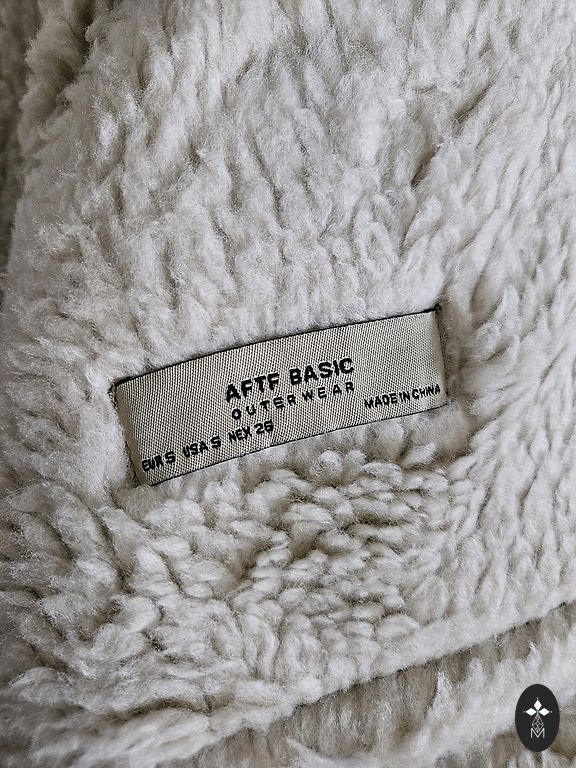 AFTF BASIC
OUTERWEAR
EUR S USA S MEX 26 MADE IN CHINA